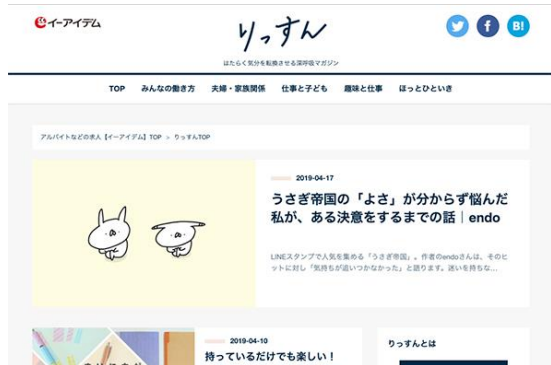 イーアイデム
りっすん
はたらく気分を転換させる深呼吸マガジン
B!
TOP みんなの働き方 夫婦・家族関係 仕事と子ども 趣味と仕事 ほっとひといき
アルバイトなどの求人【イーアイデム】TOP > りっすんTOP
2019-04-17
うさぎ帝国の「よさ」が分からず悩んだ
私が、ある決意をするまでの話｜endo
LINEスタンプで人気を集める「うさぎ帝国」。作者のendoさんは、そのヒ
ットに対し「気持ちが追いつかなかった」と語ります。迷いを持ちな...
2019-04-10
持っているだけでも楽しい！
りっすんとは